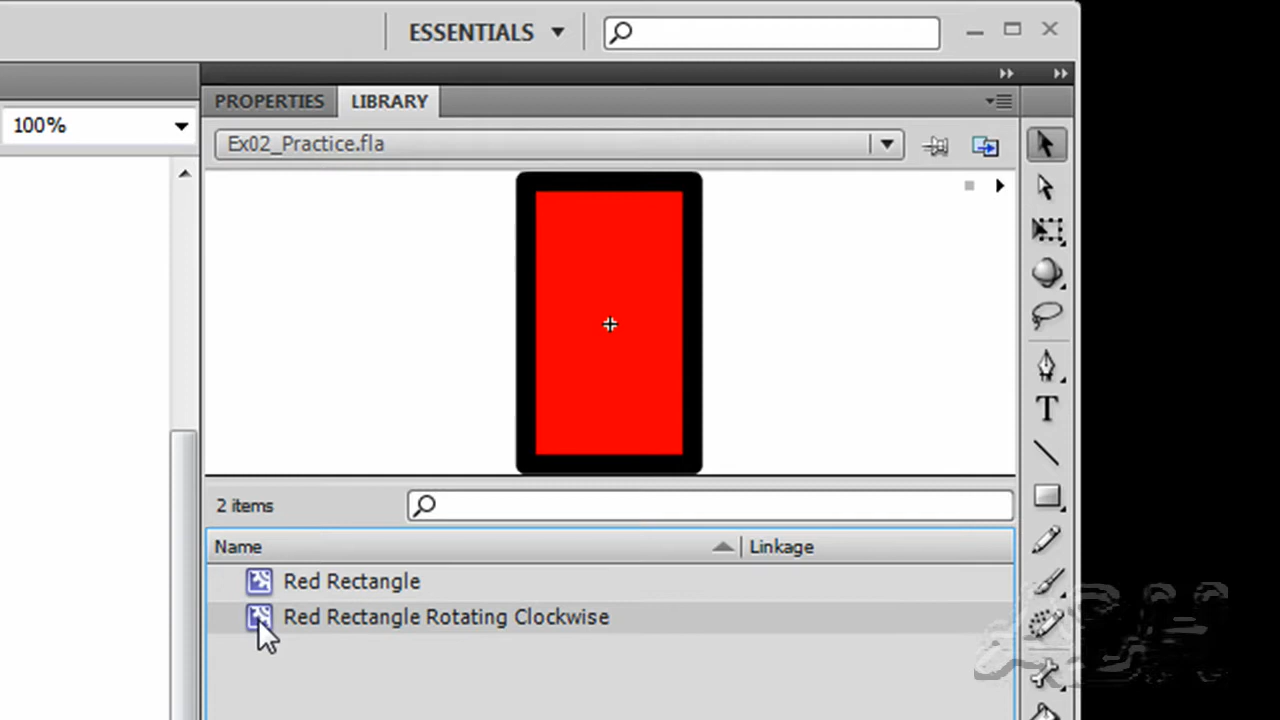 ESSENTIALS
PROPERTIES LIBRARY
100%
Ex02_Practice.fla
T
2 items
Name Linkage
Red Rectangle
Red Rectangle Rotating Clockwise